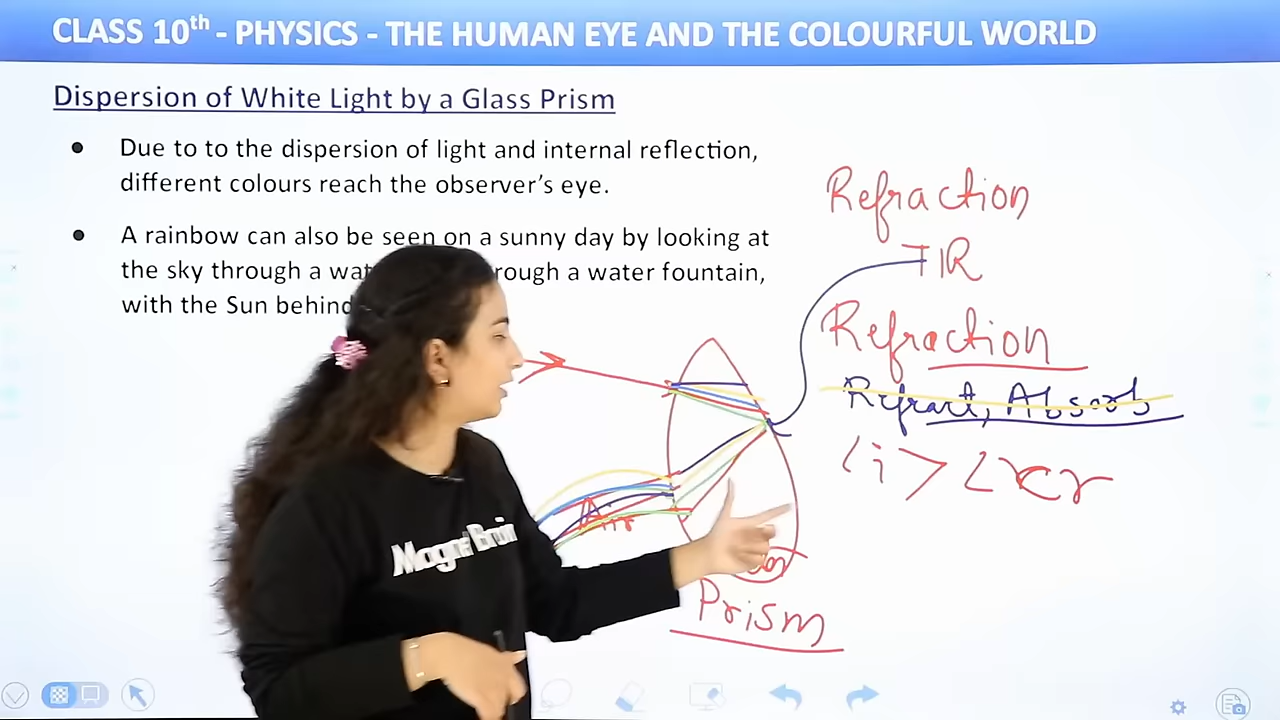 CLASS 10th - PHYSICS - THE HUMAN EYE AND THE COLOURFUL WORLD
Dispersion of White Light by a Glass Prism
• Due to to the dispersion of light and internal reflection,
different colours reach the observer's eye.
• A rainbow can also be seen on a sunny day by looking at
the sky through a rough a water fountain,
with the Sun behind
Refraction
TIR
Refraction
Refract, Absorb
∠i > ∠
Air
Magnet Brain
Prism